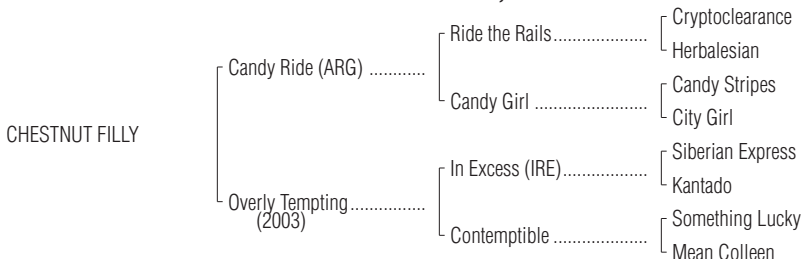 Cryptoclearance
Ride the Rails....................
Herbalesian
Candy Ride (ARG) ............
Candy Stripes
Candy Girl ........................
City Girl
CHESTNUT FILLY
Siberian Express
In Excess (IRE)..................
Kantado
Overly Tempting................
(2003)
Something Lucky
Contemptible ....................
Mean Colleen